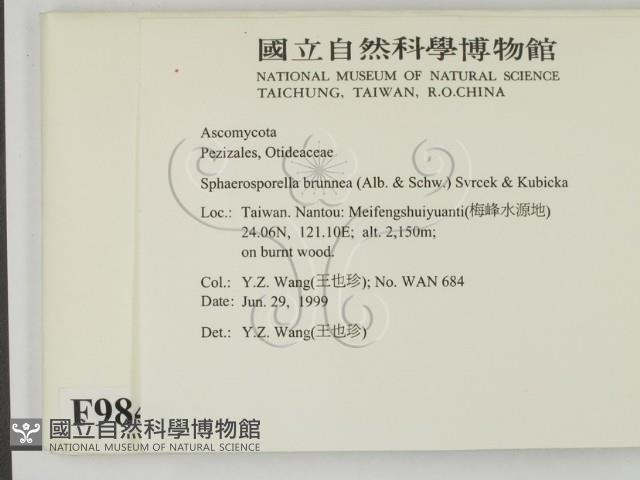 國立自然科學博物館
NATIONAL MUSEUM OF NATURAL SCIENCE
TAICHUNG, TAIWAN, R.O.CHINA
Ascomycota
Pezizales, Otideaceae
Sphaerosporella brunnea (Alb. & Schw.) Svrcek & Kubicka
Loc.: Taiwan. Nantou: Meifengshuiyuanti(梅峰水源地)
24.06N, 121.10E; alt. 2,150m;
on burnt wood.
Col.: Y.Z. Wang(王也珍); No. WAN 684
Date: Jun. 29, 1999
Det.: Y.Z. Wang(王也珍)
F984
國立自然科學博物館
NATIONAL MUSEUM OF NATURAL SCIENCE